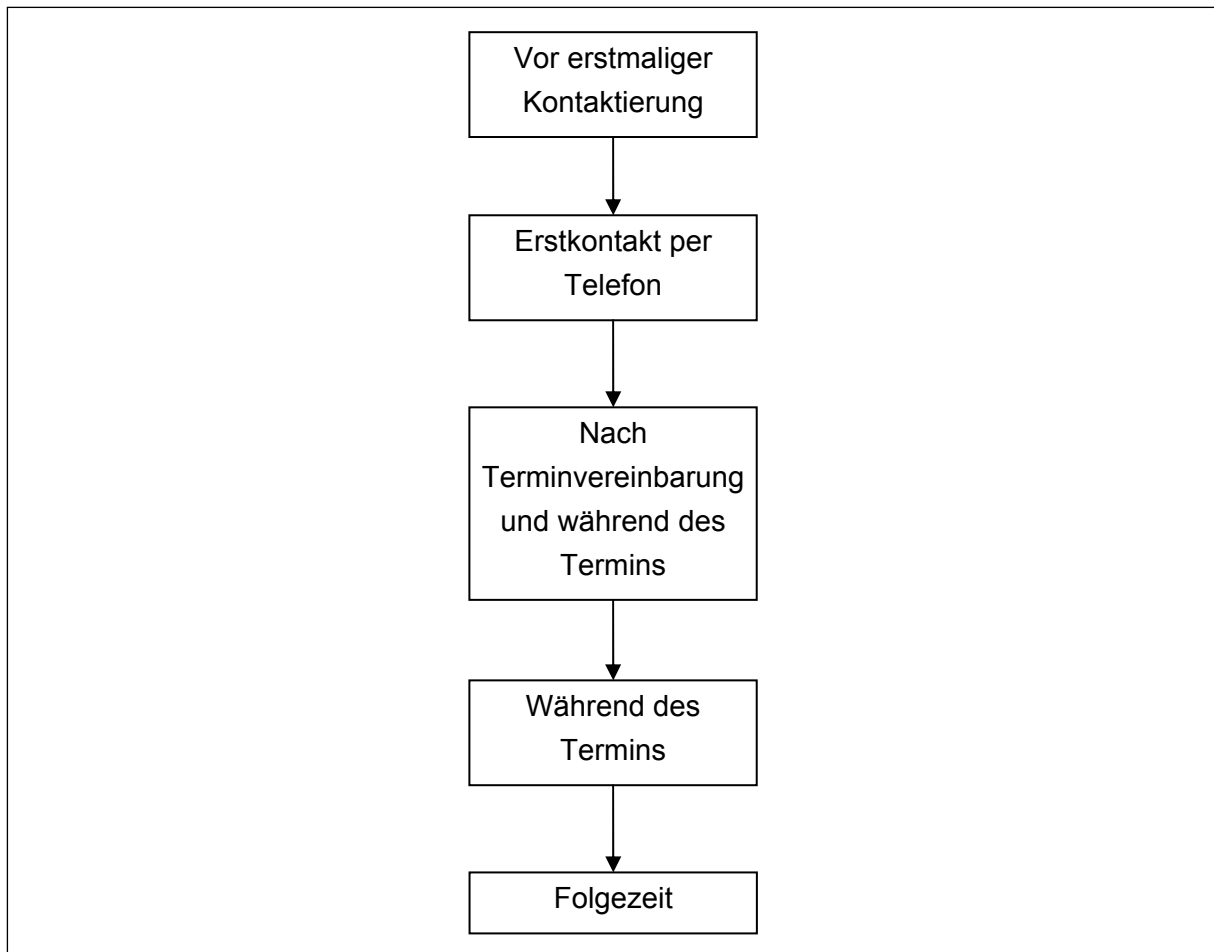 Vor erstmaliger
Kontaktierung
Erstkontakt per
Telefon
Nach
Terminvereinbarung
und während des
Termins
Während des
Termins
Folgezeit